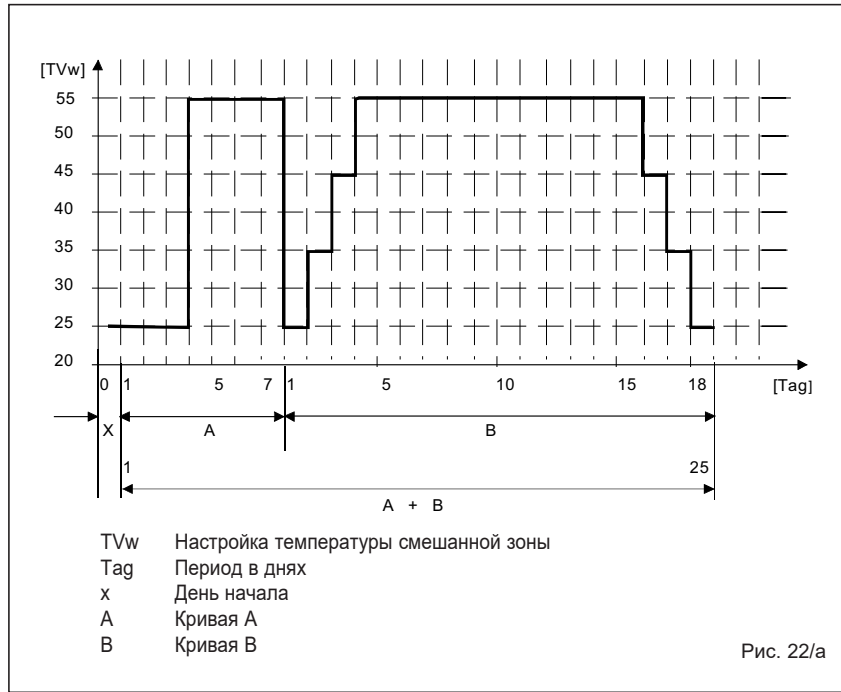 [TVw]
55
50
45
40
35
30
25
20
0 1 5 7 1 5 10 15 18 [Tag]
X A B
1 25
A + B
TVw Настройка температуры смешанной зоны
Tag Период в днях
x День начала
A Кривая A
B Кривая B
Рис. 22/a